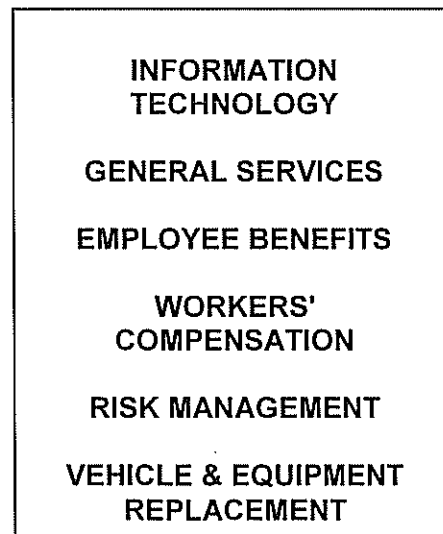 INFORMATION
TECHNOLOGY
GENERAL SERVICES
EMPLOYEE BENEFITS
WORKERS'
COMPENSATION
RISK MANAGEMENT
VEHICLE & EQUIPMENT
REPLACEMENT